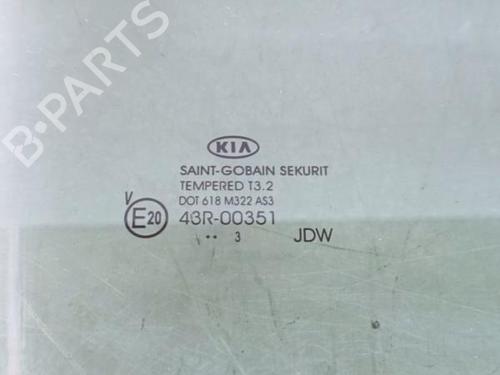 B-PARTS
KIA
SAINT-GOBAIN SEKURIT
TEMPERED T3.2
DOT 618 M322 AS3
V
E20 43R-00351
•• 3 JDW